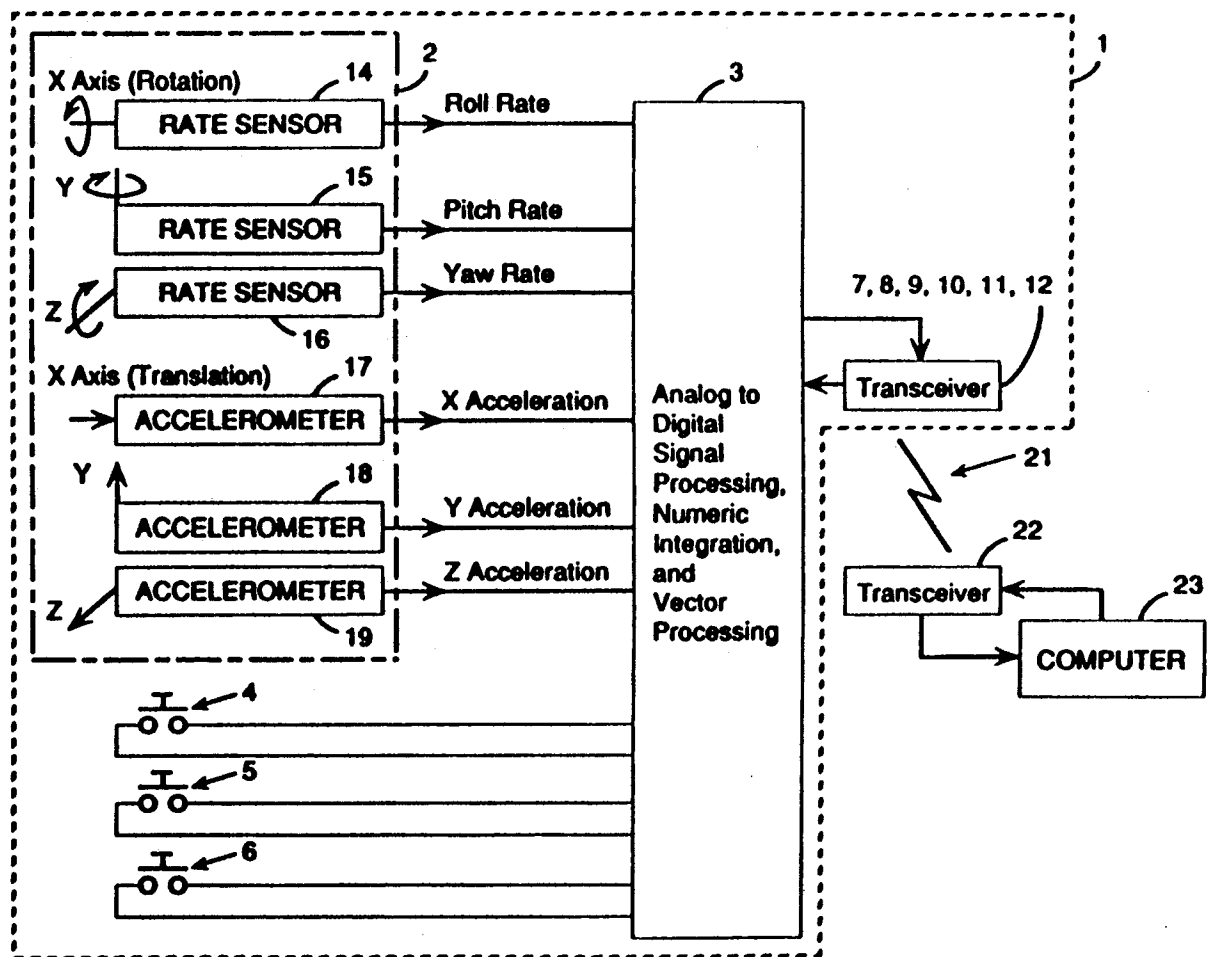 1
2
3
X Axis (Rotation)
14
RATE SENSOR
Roll Rate
Y
15
RATE SENSOR
Pitch Rate
Z
RATE SENSOR
16
Yaw Rate
7, 8, 9, 10, 11, 12
Transceiver
X Axis (Translation)
17
ACCELEROMETER
X Acceleration
Y
18
ACCELEROMETER
Y Acceleration
Z
ACCELEROMETER
19
Z Acceleration
Analog to
Digital
Signal
Processing,
Numeric
Integration,
and
Vector
Processing
21
22
Transceiver
23
COMPUTER
4
5
6